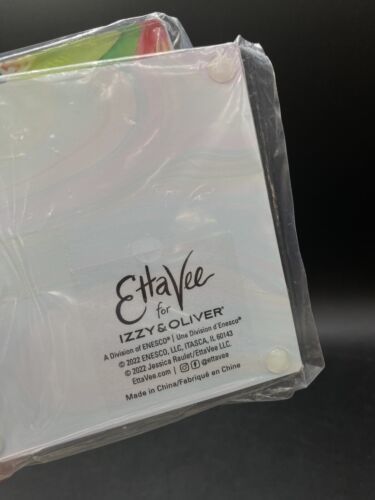 EttaVee
for
IZZY & OLIVER®
A Division of ENESCO® | Une Division d'Enesco®
© 2022 ENESCO, LLC, ITASCA, IL 60143
© 2022 Jessica Raulet/EttaVee LLC.
EttaVee.com | @ettavee
Made in China/Fabriqué en Chine